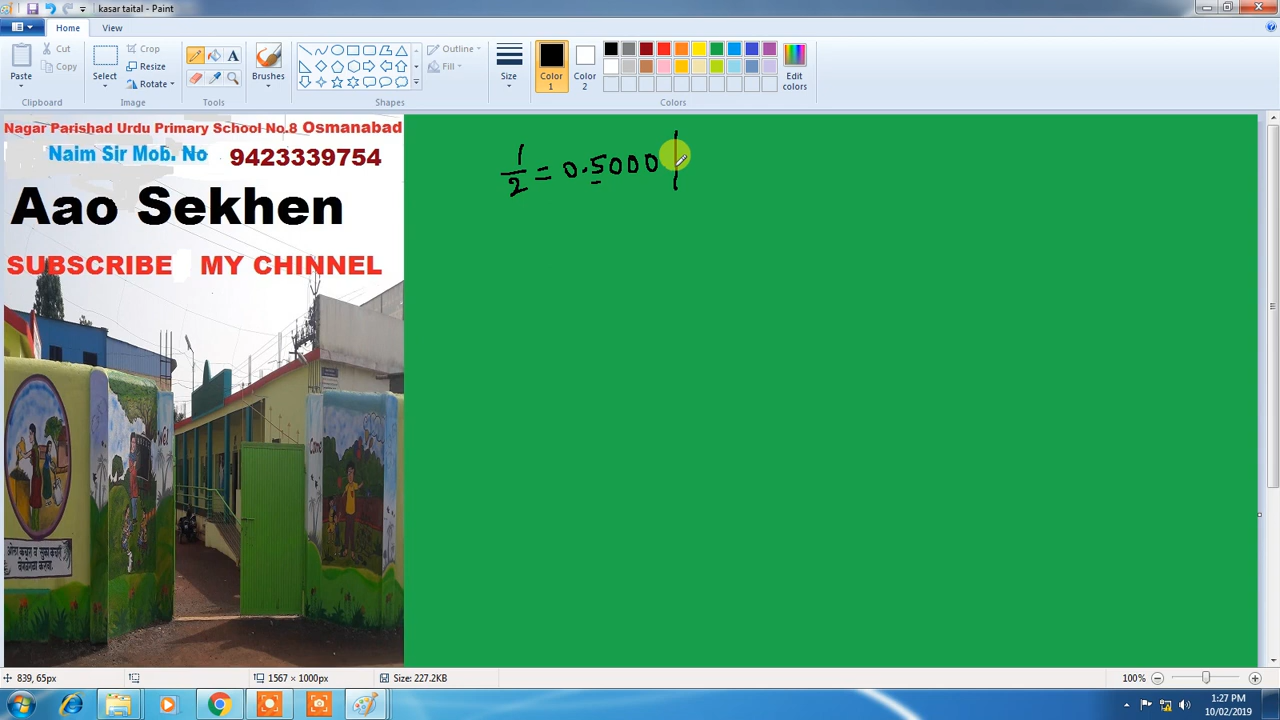 kasar taital - Paint
Home View
Paste
Cut
Copy
Clipboard
Select
Crop
Resize
Rotate
Image
A
Tools
Brushes
Shapes
Outline
Fill
Size
Color 1
Color 2
Edit colors
Colors
Nagar Parishad Urdu Primary School No.8 Osmanabad
Naim Sir Mob. No 9423339754
Aao Sekhen
SUBSCRIBE MY CHINNEL
1/2 = 0.5000
839, 65px
1567 × 1000px
Size: 227.2KB
100%
1:27 PM
10/02/2019